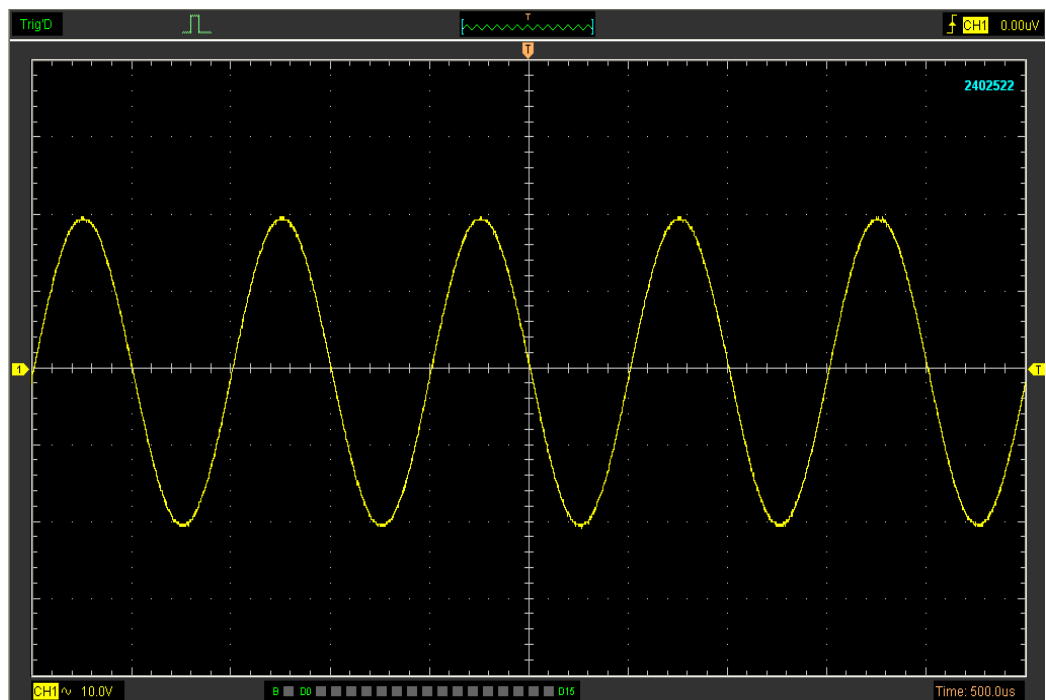 Trig'D
T
CH1 0.00uV
T
2402522
1
T
CH1 10.0V
B D0 D15
Time: 500.0us